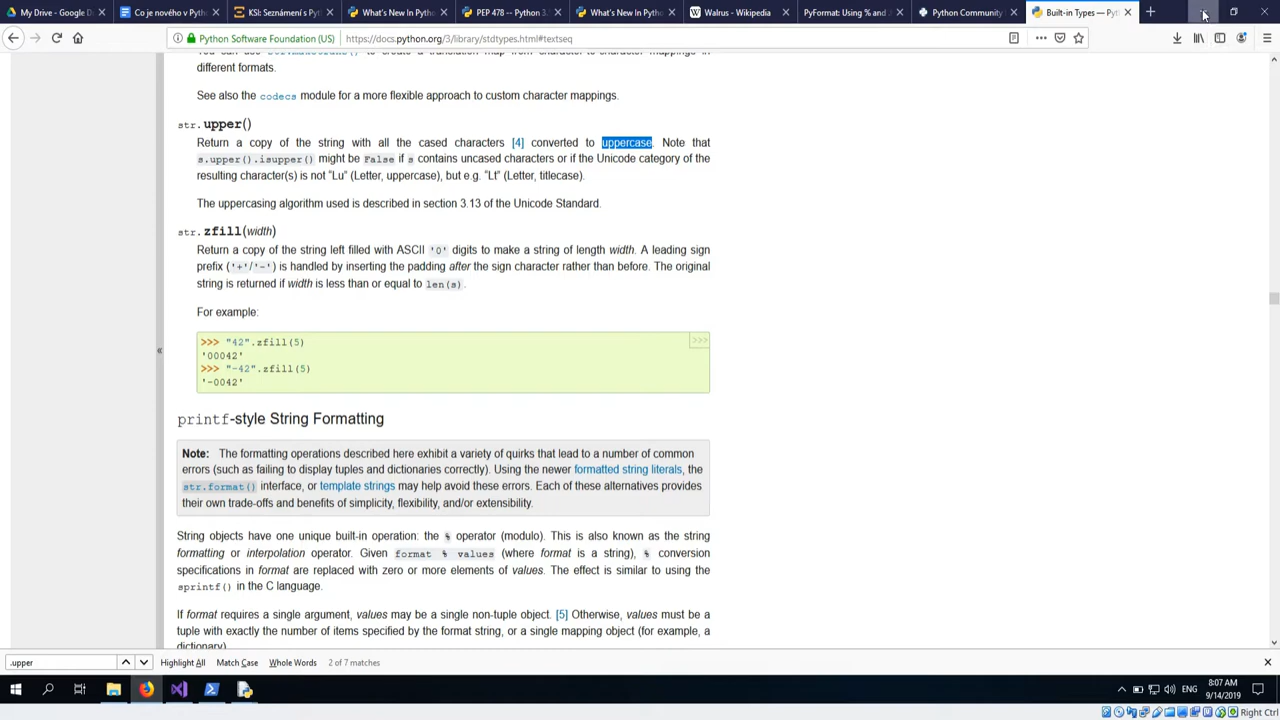 My Drive - Google D
Co je nového v Pytho
KSI: Seznámení s Pyt
What's New In Pytho
PEP 478 -- Python 3.
What's New In Pytho
Walrus - Wikipedia
PyFormat: Using % and
Python Community
Built-in Types — Pyt
Python Software Foundation (US)
https://docs.python.org/3/library/stdtypes.html#textseq
different formats.
See also the codecs module for a more flexible approach to custom character mappings.
str.upper()
Return a copy of the string with all the cased characters [4] converted to uppercase. Note that
s.upper().isupper() might be False if s contains uncased characters or if the Unicode category of the
resulting character(s) is not “Lu” (Letter, uppercase), but e.g. “Lt” (Letter, titlecase).
The uppercasing algorithm used is described in section 3.13 of the Unicode Standard.
str.zfill(width)
Return a copy of the string left filled with ASCII '0' digits to make a string of length width. A leading sign
prefix ('+'/'-') is handled by inserting the padding after the sign character rather than before. The original
string is returned if width is less than or equal to len(s).
For example:
>>> "42".zfill(5)
>>>
'00042'
>>> "-42".zfill(5)
'-0042'
«
printf-style String Formatting
Note: The formatting operations described here exhibit a variety of quirks that lead to a number of common
errors (such as failing to display tuples and dictionaries correctly). Using the newer formatted string literals, the
str.format() interface, or template strings may help avoid these errors. Each of these alternatives provides
their own trade-offs and benefits of simplicity, flexibility, and/or extensibility.
String objects have one unique built-in operation: the % operator (modulo). This is also known as the string
formatting or interpolation operator. Given format % values (where format is a string), % conversion
specifications in format are replaced with zero or more elements of values. The effect is similar to using the
sprintf() in the C language.
If format requires a single argument, values may be a single non-tuple object. [5] Otherwise, values must be a
tuple with exactly the number of items specified by the format string, or a single mapping object (for example, a
dictionary).
.upper
Highlight All
Match Case
Whole Words
2 of 7 matches
ENG
8:07 AM
9/14/2019
Right Ctrl